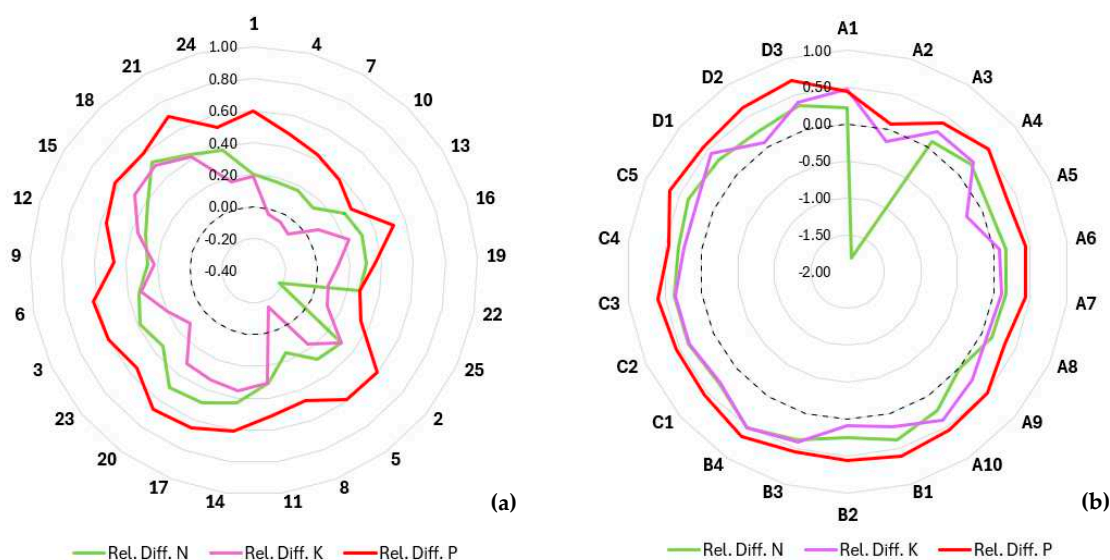 1
4
7
10
13
16
19
22
25
2
5
8
11
14
17
20
23
3
6
9
12
15
18
21
24
1.00
0.80
0.60
0.40
0.20
0.00
-0.20
-0.40
(a)
Rel. Diff. N
Rel. Diff. K
Rel. Diff. P
A1
A2
A3
A4
A5
A6
A7
A8
A9
A10
B1
B2
B3
B4
C1
C2
C3
C4
C5
D1
D2
D3
1.00
0.50
0.00
-0.50
-1.00
-1.50
-2.00
(b)
Rel. Diff. N
Rel. Diff. K
Rel. Diff. P